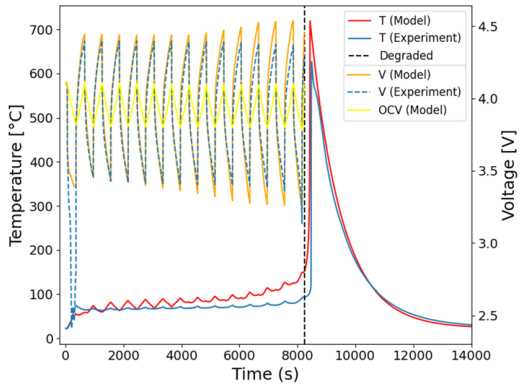 700
600
500
400
300
200
100
0
Temperature [°C]
0
2000
4000
6000
8000
10000
12000
14000
Time (s)
4.5
4.0
3.5
3.0
2.5
Voltage [V]
T (Model)
T (Experiment)
Degraded
V (Model)
V (Experiment)
OCV (Model)